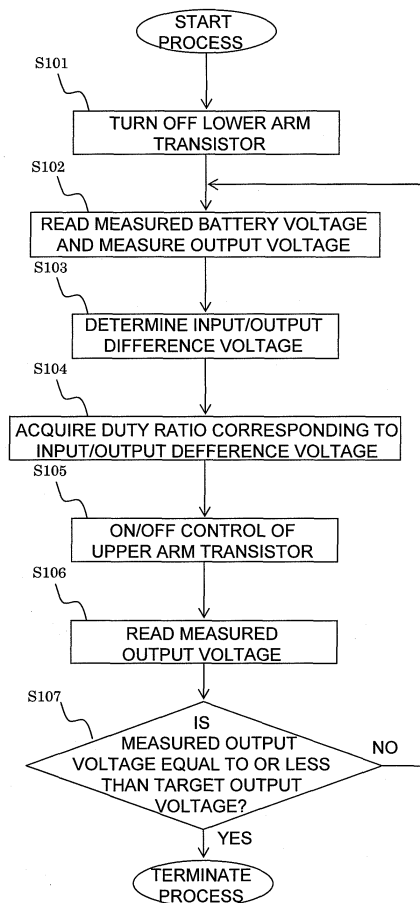 START
PROCESS
S101
TURN OFF LOWER ARM
TRANSISTOR
S102
READ MEASURED BATTERY VOLTAGE
AND MEASURE OUTPUT VOLTAGE
S103
DETERMINE INPUT/OUTPUT
DIFFERENCE VOLTAGE
S104
ACQUIRE DUTY RATIO CORRESPONDING TO
INPUT/OUTPUT DEFFERENCE VOLTAGE
S105
ON/OFF CONTROL OF
UPPER ARM TRANSISTOR
S106
READ MEASURED
OUTPUT VOLTAGE
S107
IS
MEASURED OUTPUT
VOLTAGE EQUAL TO OR LESS
THAN TARGET OUTPUT
VOLTAGE?
NO
YES
TERMINATE
PROCESS